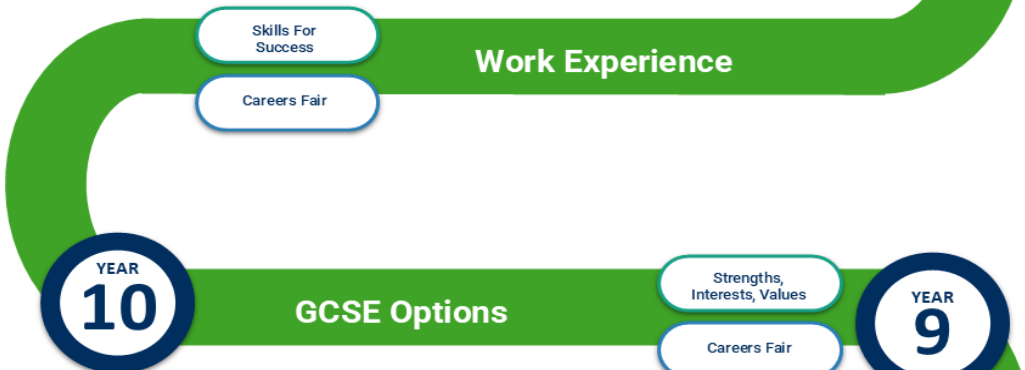 Skills For
Success
Work Experience
Careers Fair
YEAR
10
GCSE Options
Strengths,
Interests, Values
Careers Fair
YEAR
9